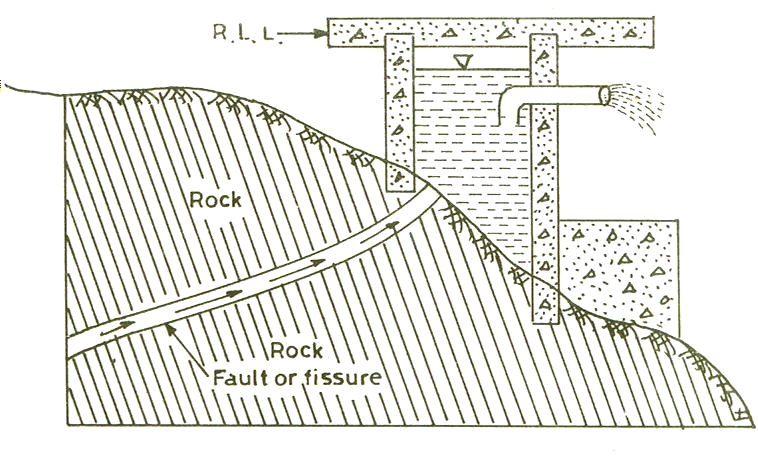 R. L. L.
Rock
Rock
Fault or fissure